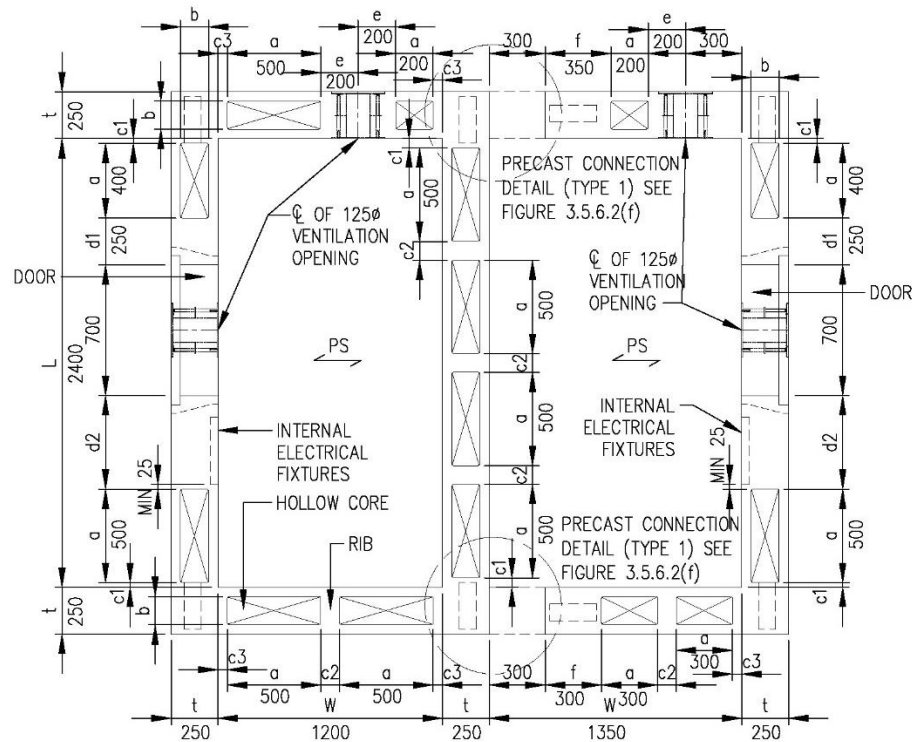 b
c3
a
500
e
200
e
200
a
200
c3
300
f
350
a
200
e
200
300
b
t
250
b
c1
c1
a
400
d1
250
DOOR
700
L
2400
d2
MIN 25
a
500
c1
t
250
b
c1
a
500
c2
PRECAST CONNECTION
DETAIL (TYPE 1) SEE
FIGURE 3.5.6.2(f)
℄ OF 125ø
VENTILATION
OPENING
℄ OF 125ø
VENTILATION
OPENING
a
400
d1
250
DOOR
700
PS
PS
a
500
c2
a
500
c2
INTERNAL
ELECTRICAL
FIXTURES
INTERNAL
ELECTRICAL
FIXTURES
d2
MIN 25
HOLLOW CORE
RIB
a
500
c1
PRECAST CONNECTION
DETAIL (TYPE 1) SEE
FIGURE 3.5.6.2(f)
a
500
c1
c3
a
500
c2
a
500
c3
300
f
300
a
300
c2
a
300
c3
t
250
W
1200
t
250
W
1350
t
250